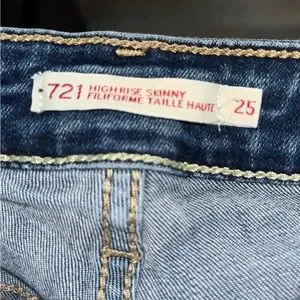 721 HIGH RISE SKINNY
FILIFORME TAILLE HAUTE
25